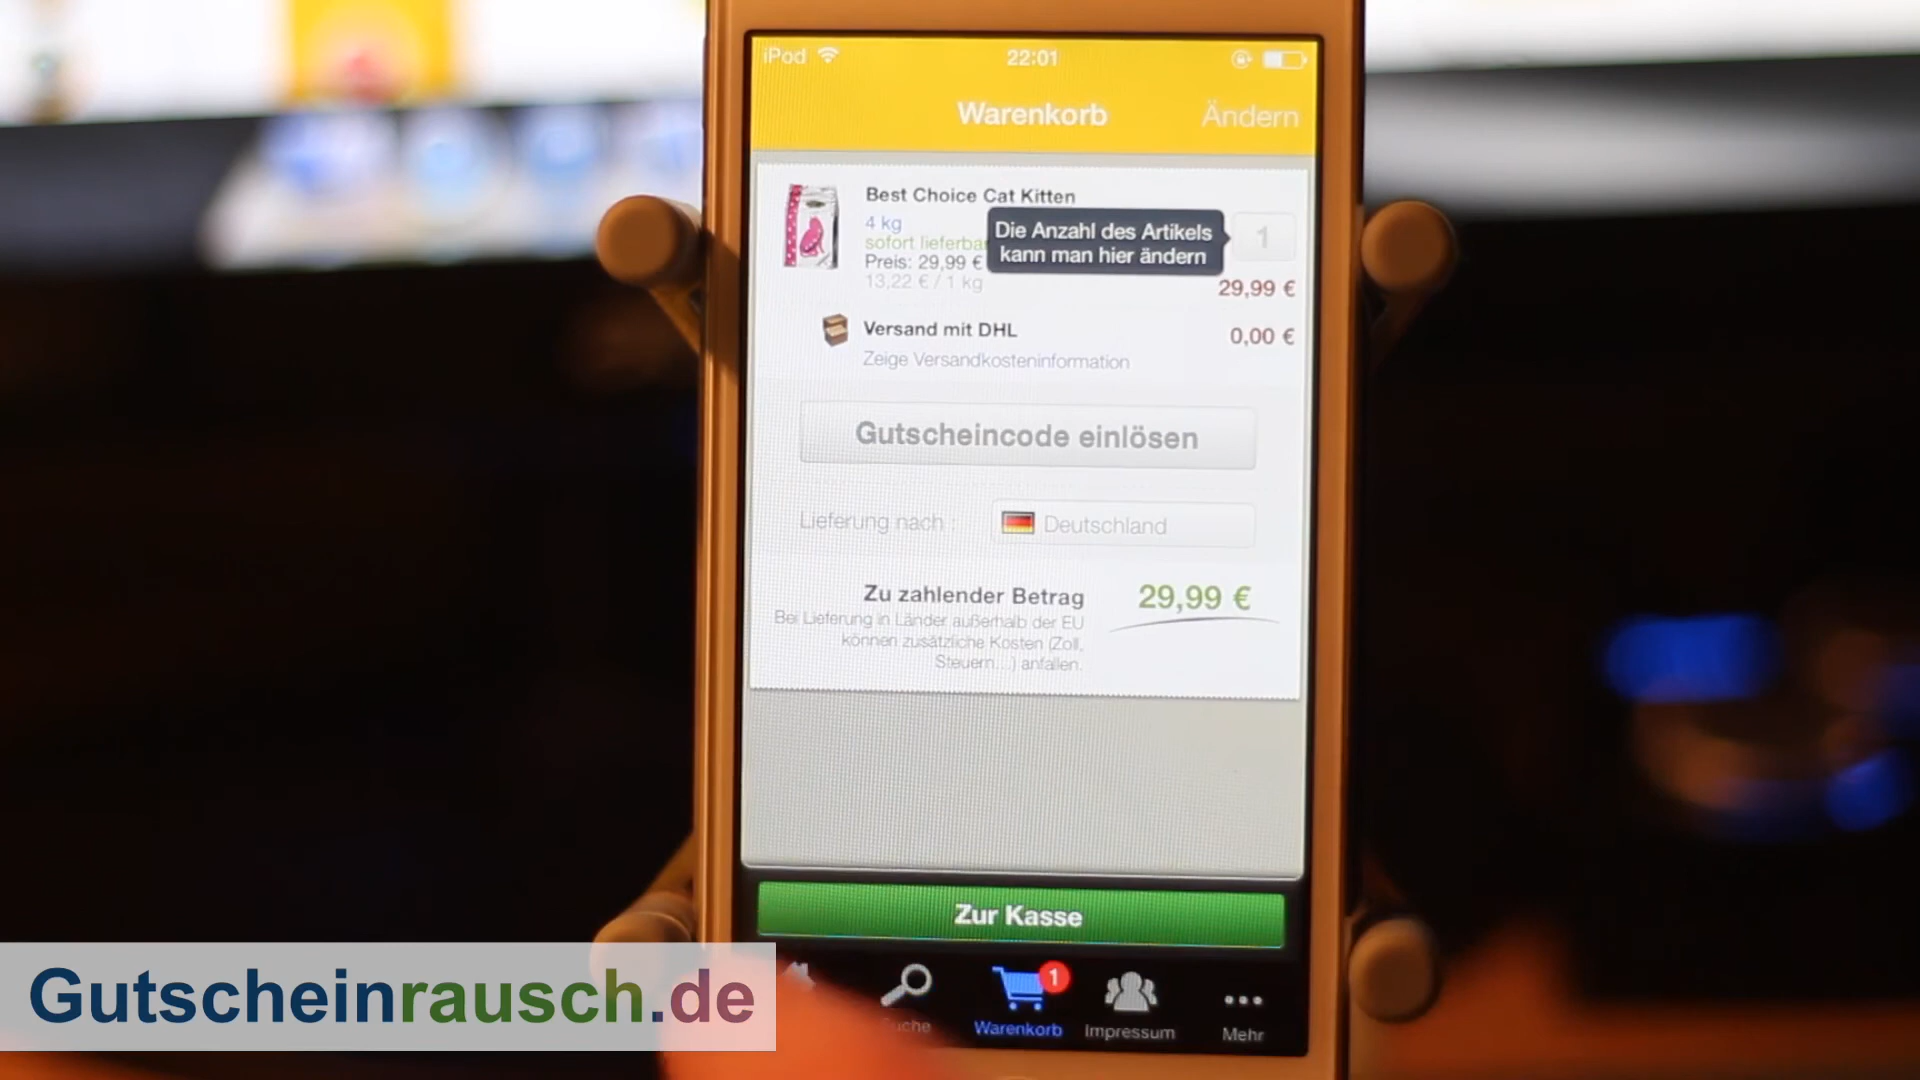 iPod
22:01
Warenkorb
Ändern
Best Choice Cat Kitten
4 kg
sofort lieferbar
Preis: 29,99 €
13,22 € / 1 kg
Die Anzahl des Artikels
kann man hier ändern
1
29,99 €
Versand mit DHL
0,00 €
Zeige Versandkosteninformation
Gutscheincode einlösen
Lieferung nach :
Deutschland
Zu zahlender Betrag
29,99 €
Bei Lieferung in Länder außerhalb der EU
können zusätzliche Kosten (Zoll,
Steuern...) anfallen.
Zur Kasse
1
Suche
Warenkorb
Impressum
Mehr
Gutscheinrausch.de